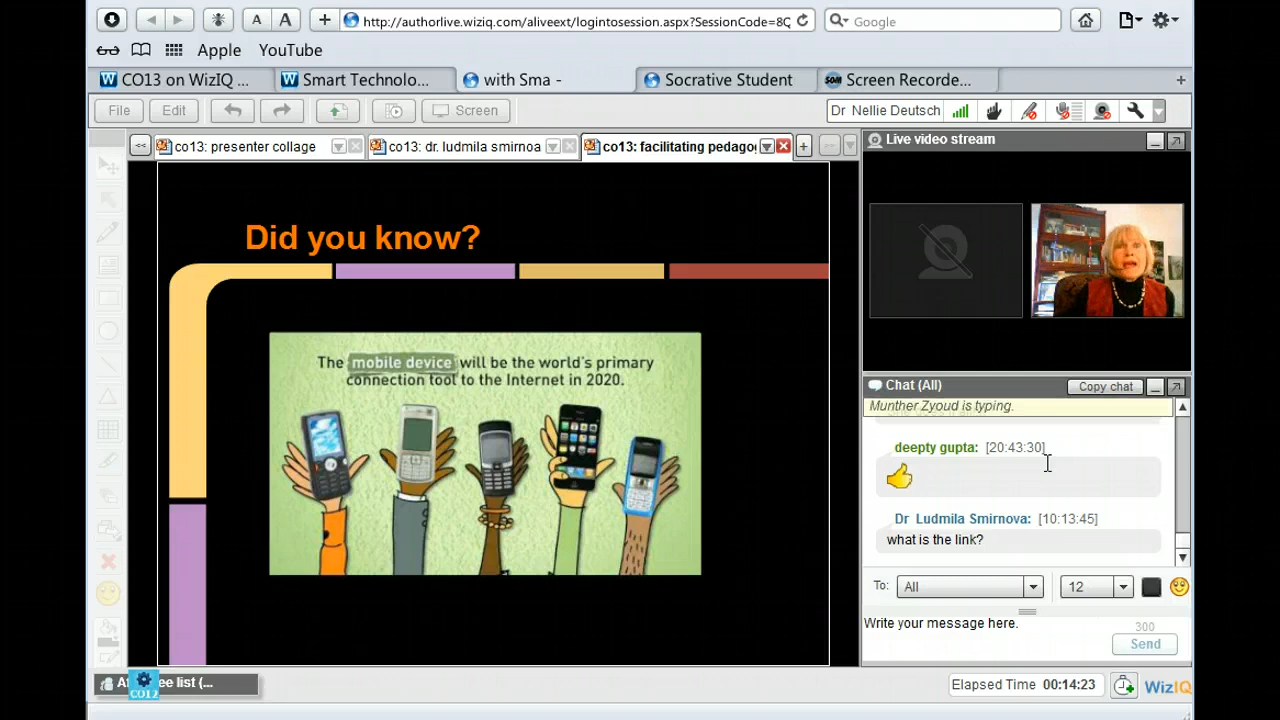 http://authorlive.wiziq.com/aliveext/logintosession.aspx?SessionCode=8Q
Google
Apple
YouTube
CO13 on WizIQ ...
Smart Technolo...
with Sma -
Socrative Student
Screen Recorde...
File
Edit
Screen
Dr Nellie Deutsch
<<
co13: presenter collage
co13: dr. ludmila smirnoa
co13: facilitating pedago
Live video stream
Did you know?
The mobile device will be the world's primary
connection tool to the Internet in 2020.
Chat (All)
Copy chat
Munther Zyoud is typing.
deepty gupta: [20:43:30]
Dr Ludmila Smirnova: [10:13:45]
what is the link?
To:
All
12
Write your message here.
300
Send
ee list (...
CO12
Elapsed Time 00:14:23
WizIQ